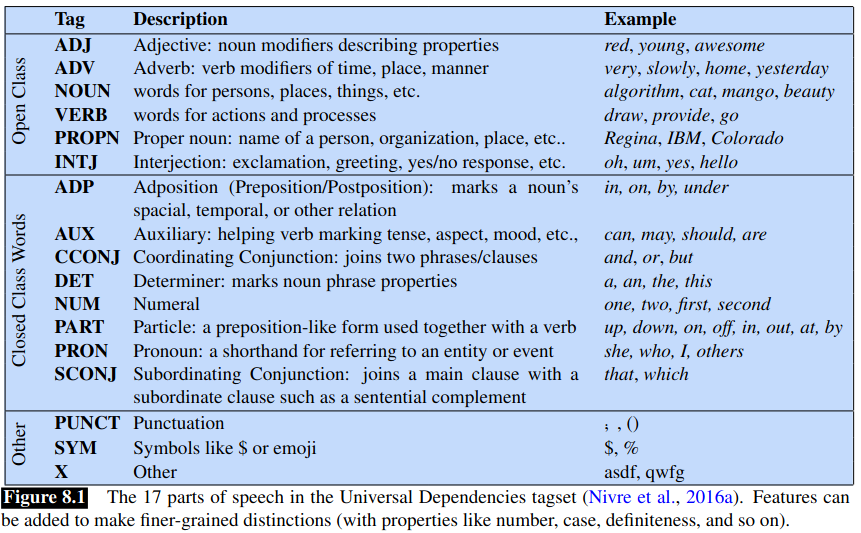 Tag Description Example
Open Class
ADJ Adjective: noun modifiers describing properties red, young, awesome
ADV Adverb: verb modifiers of time, place, manner very, slowly, home, yesterday
NOUN words for persons, places, things, etc. algorithm, cat, mango, beauty
VERB words for actions and processes draw, provide, go
PROPN Proper noun: name of a person, organization, place, etc.. Regina, IBM, Colorado
INTJ Interjection: exclamation, greeting, yes/no response, etc. oh, um, yes, hello
Closed Class Words
ADP Adposition (Preposition/Postposition): marks a noun's in, on, by, under
spacial, temporal, or other relation
AUX Auxiliary: helping verb marking tense, aspect, mood, etc., can, may, should, are
CCONJ Coordinating Conjunction: joins two phrases/clauses and, or, but
DET Determiner: marks noun phrase properties a, an, the, this
NUM Numeral one, two, first, second
PART Particle: a preposition-like form used together with a verb up, down, on, off, in, out, at, by
PRON Pronoun: a shorthand for referring to an entity or event she, who, I, others
SCONJ Subordinating Conjunction: joins a main clause with a that, which
subordinate clause such as a sentential complement
Other
PUNCT Punctuation ; , ()
SYM Symbols like $ or emoji $, %
X Other asdf, qwfg
Figure 8.1 The 17 parts of speech in the Universal Dependencies tagset (Nivre et al., 2016a). Features can
be added to make finer-grained distinctions (with properties like number, case, definiteness, and so on).